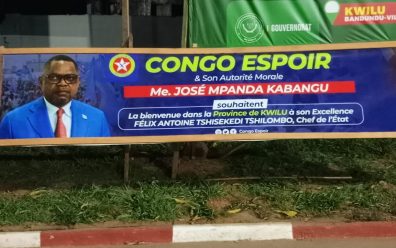 GOUVERNORAT
KWILU
BANDUNDU-VIL
CONGO ESPOIR
& Son Autorité Morale
Me. JOSÉ MPANDA KABANGU
souhaitent
La bienvenue dans la Province de KWILU à son Excellence
FÉLIX ANTOINE TSHISEKEDI TSHILOMBO, Chef de l'État
Congo Espoir